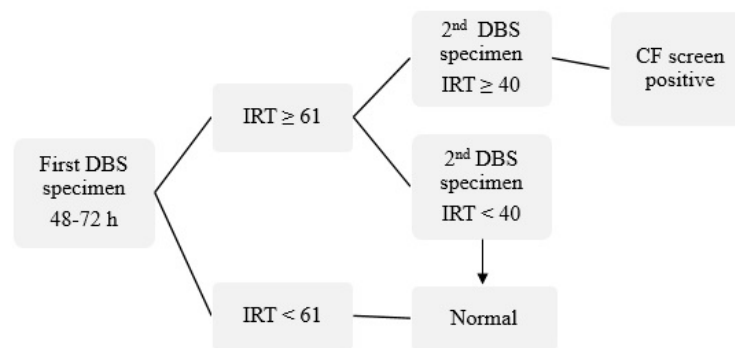 First DBS
specimen
48-72 h
IRT ≥ 61
IRT < 61
2nd DBS
specimen
IRT ≥ 40
2nd DBS
specimen
IRT < 40
CF screen
positive
Normal